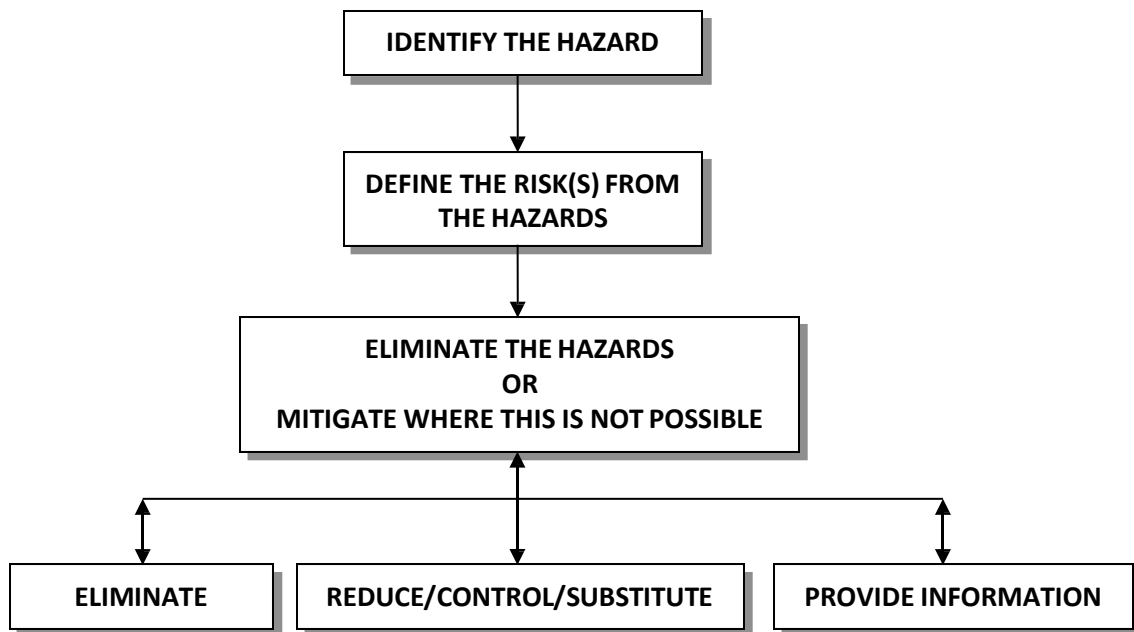 IDENTIFY THE HAZARD
DEFINE THE RISK(S) FROM
THE HAZARDS
ELIMINATE THE HAZARDS
OR
MITIGATE WHERE THIS IS NOT POSSIBLE
ELIMINATE
REDUCE/CONTROL/SUBSTITUTE
PROVIDE INFORMATION